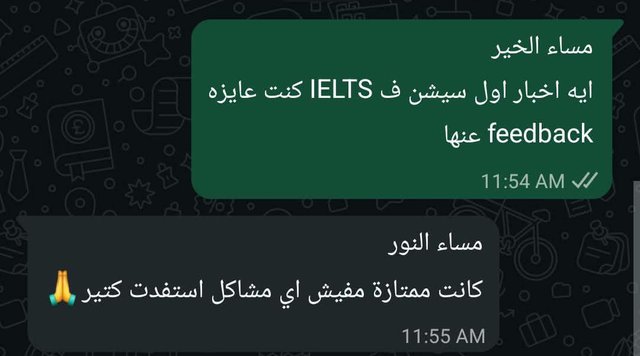 مساء الخير
ايه اخبار اول سيشن ف IELTS كنت عايزه
feedback عنها
11:54 AM
مساء النور
كانت ممتازة مفيش اي مشاكل استفدت كتير🙏
11:55 AM